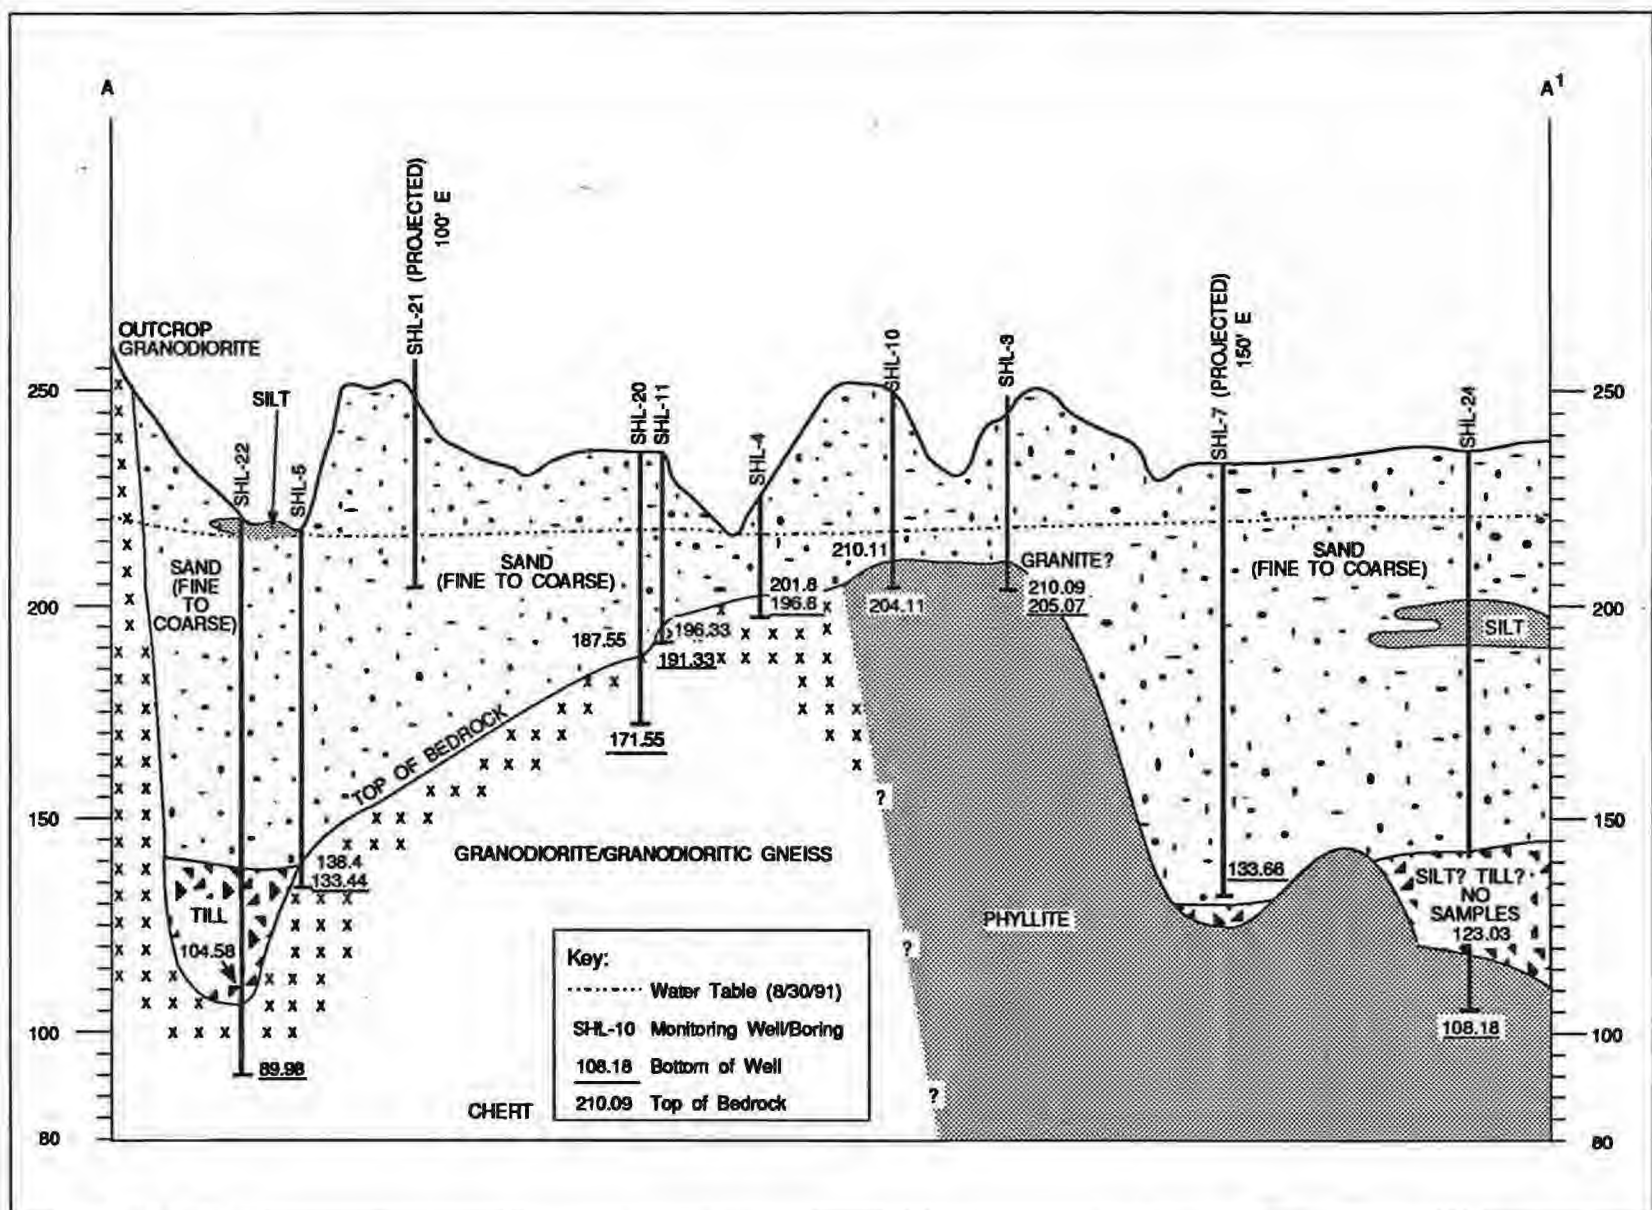 A
A1
SHL-21 (PROJECTED)
100' E
SHL-7 (PROJECTED)
150' E
OUTCROP
GRANODIORITE
SILT
SHL-22
SHL-5
SHL-20
SHL-11
SHL-4
SHL-10
SHL-3
SHL-24
250
250
SAND
(FINE
TO
COARSE)
SAND
(FINE TO COARSE)
210.11
GRANITE?
210.09
205.07
SAND
(FINE TO COARSE)
200
201.8
196.8
204.11
200
SILT
187.55
196.33
191.33
171.55
TOP OF BEDROCK
?
150
150
GRANODIORITE/GRANODIORITIC GNEISS
138.4
133.44
133.66
TILL
104.58
PHYLLITE
SILT? TILL?
NO
SAMPLES
123.03
?
Key:
Water Table (8/30/91)
SHL-10 Monitoring Well/Boring
108.18 Bottom of Well
210.09 Top of Bedrock
100
108.18
100
89.98
?
CHERT
80
80